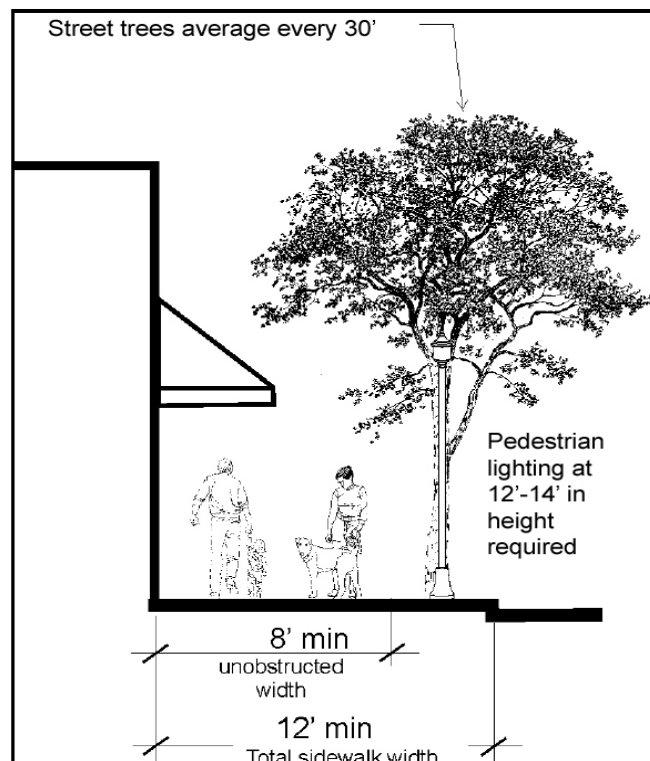 Street trees average every 30'
Pedestrian
lighting at
12'-14' in
height
required
8' min
unobstructed
width
12' min
Total sidewalk width